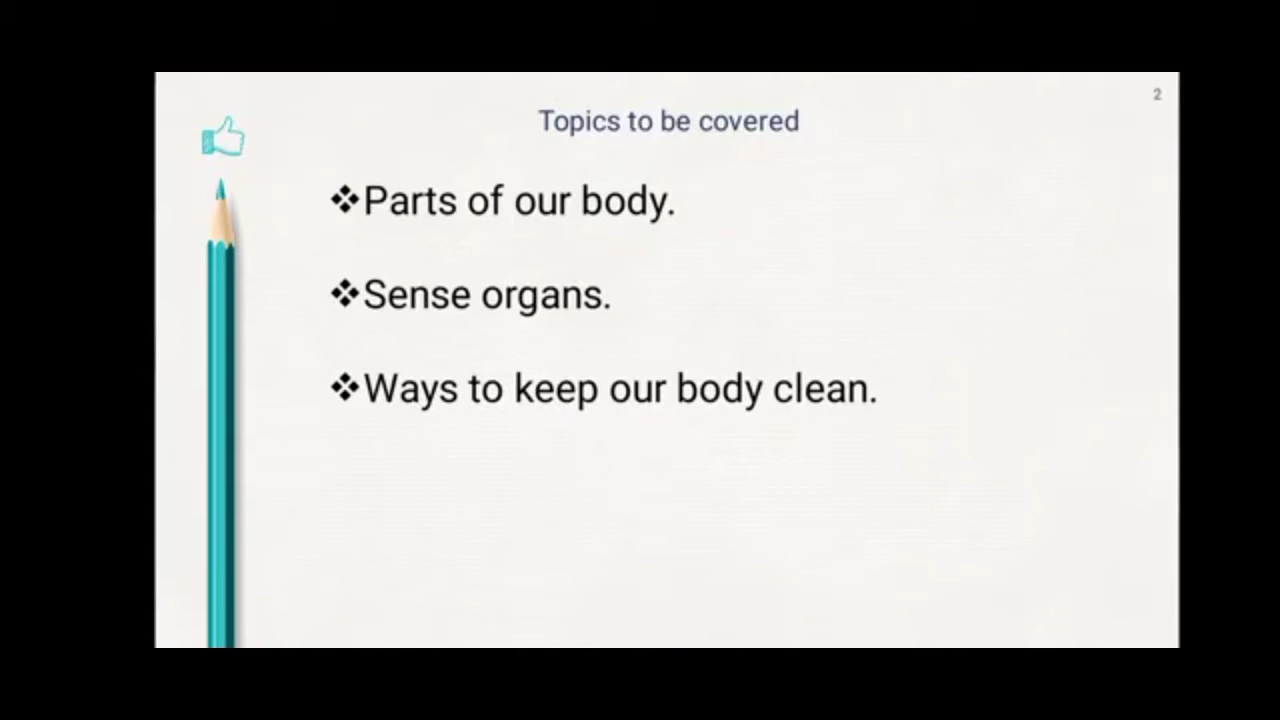 2
Topics to be covered
❖Parts of our body.
❖Sense organs.
❖Ways to keep our body clean.